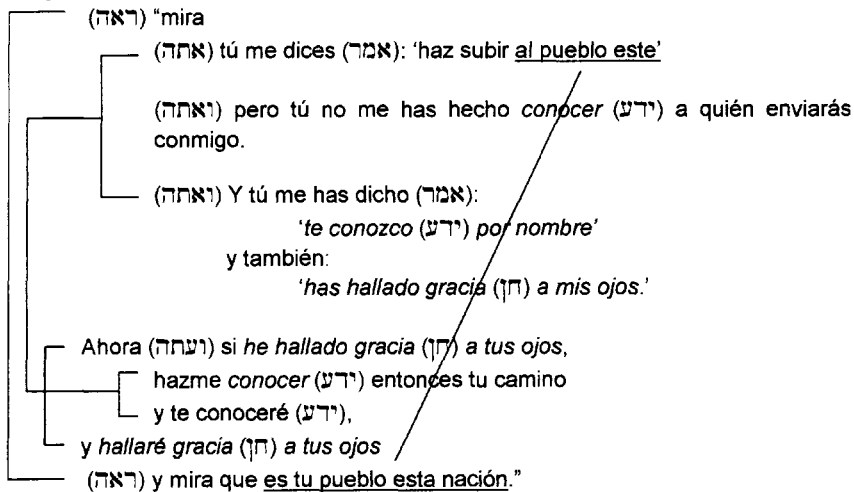 (ראה) “mira
(אתה) tú me dices (אמר): ‘haz subir al pueblo este’
(ואתה) pero tú no me has hecho conocer (ידע) a quién enviarás
conmigo.
(ואתה) Y tú me has dicho (אמר):
‘te conozco (ידע) por nombre’
y también:
‘has hallado gracia (חן) a mis ojos.’
Ahora (ועתה) si he hallado gracia (חן) a tus ojos,
hazme conocer (ידע) entonces tu camino
y te conoceré (ידע),
y hallaré gracia (חן) a tus ojos
(ראה) y mira que es tu pueblo esta nación.”